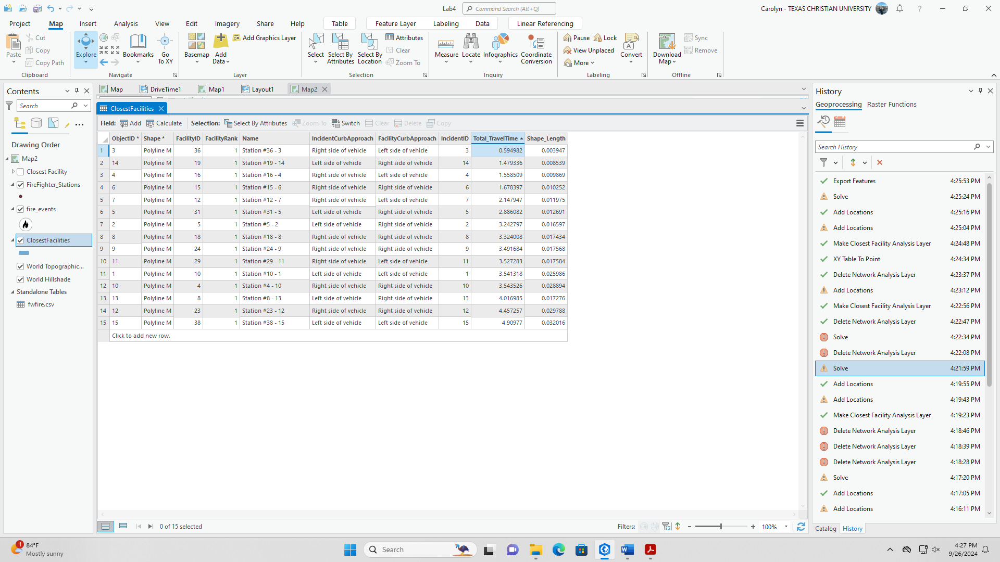 Lab4
Command Search (Alt+Q)
Carolyn - TEXAS CHRISTIAN UNIVERSITY
?
Project Map Insert Analysis View Edit Imagery Share Help Table Feature Layer Labeling Data Linear Referencing
Paste
Cut
Copy
Copy Path
Clipboard
Explore
Bookmarks
Go To XY
Navigate
Basemap
Add Data
Add Graphics Layer
Layer
Select
Select By Attributes
Select By Location
Attributes
Clear
Zoom To
Selection
Measure
Locate
Infographics
Coordinate Conversion
Inquiry
Pause Lock
View Unplaced
More
Convert
Labeling
Download Map
Sync
Remove
Offline
Contents
Search
Drawing Order
Map2
Closest Facility
FireFighter_Stations
fire_events
ClosestFacilities
World Topographic...
World Hillshade
Standalone Tables
fwfire.csv
Map DriveTime1 Map1 Layout1 Map2
ClosestFacilities
Field: Add Calculate Selection: Select By Attributes Zoom To Switch Clear Delete Copy
ObjectID * Shape * FacilityID FacilityRank Name IncidentCurbApproach FacilityCurbApproach IncidentID Total_TravelTime Shape_Length
1 3 Polyline M 36 1 Station #36 - 3 Right side of vehicle Left side of vehicle 3 0.594982 0.003947
2 14 Polyline M 19 1 Station #19 - 14 Left side of vehicle Right side of vehicle 14 1.479336 0.008539
3 4 Polyline M 16 1 Station #16 - 4 Right side of vehicle Left side of vehicle 4 1.558509 0.009869
4 6 Polyline M 15 1 Station #15 - 6 Right side of vehicle Right side of vehicle 6 1.678397 0.010252
5 7 Polyline M 12 1 Station #12 - 7 Right side of vehicle Left side of vehicle 7 2.147947 0.011975
6 5 Polyline M 31 1 Station #31 - 5 Left side of vehicle Right side of vehicle 5 2.886082 0.012691
7 2 Polyline M 5 1 Station #5 - 2 Left side of vehicle Right side of vehicle 2 3.242797 0.016597
8 8 Polyline M 18 1 Station #18 - 8 Right side of vehicle Right side of vehicle 8 3.324008 0.017434
9 9 Polyline M 24 1 Station #24 - 9 Right side of vehicle Right side of vehicle 9 3.491684 0.017568
10 11 Polyline M 29 1 Station #29 - 11 Right side of vehicle Left side of vehicle 11 3.527283 0.017584
11 1 Polyline M 10 1 Station #10 - 1 Left side of vehicle Left side of vehicle 1 3.541318 0.025986
12 10 Polyline M 4 1 Station #4 - 10 Right side of vehicle Right side of vehicle 10 3.543526 0.028894
13 13 Polyline M 8 1 Station #8 - 13 Left side of vehicle Right side of vehicle 13 4.016985 0.017276
14 12 Polyline M 23 1 Station #23 - 12 Right side of vehicle Right side of vehicle 12 4.457257 0.029788
15 15 Polyline M 38 1 Station #38 - 15 Left side of vehicle Left side of vehicle 15 4.90977 0.032016
Click to add new row.
0 of 15 selected
Filters: - + 100%
History
Geoprocessing Raster Functions
Search History
Export Features 4:25:53 PM
Solve 4:25:24 PM
Add Locations 4:25:16 PM
Add Locations 4:25:04 PM
Make Closest Facility Analysis Layer 4:24:48 PM
XY Table To Point 4:24:34 PM
Delete Network Analysis Layer 4:23:37 PM
Add Locations 4:23:12 PM
Make Closest Facility Analysis Layer 4:22:56 PM
Delete Network Analysis Layer 4:22:47 PM
Solve 4:22:34 PM
Delete Network Analysis Layer 4:22:08 PM
Solve 4:21:59 PM
Add Locations 4:19:55 PM
Add Locations 4:19:43 PM
Make Closest Facility Analysis Layer 4:19:23 PM
Delete Network Analysis Layer 4:18:46 PM
Delete Network Analysis Layer 4:18:39 PM
Delete Network Analysis Layer 4:18:28 PM
Solve 4:17:20 PM
Add Locations 4:17:05 PM
Add Locations 4:16:11 PM
Catalog History
1
84°F
Mostly sunny
Search
4:27 PM
9/26/2024